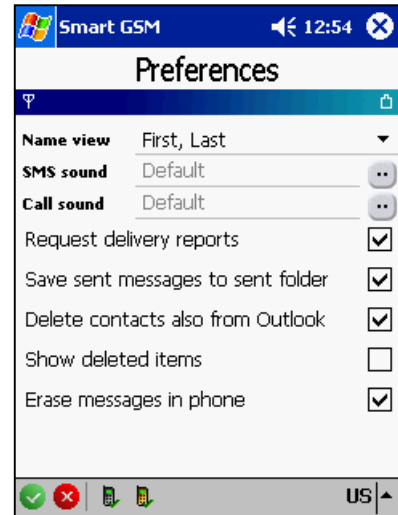 Smart GSM 12:54
Preferences
Name view First, Last
SMS sound Default ..
Call sound Default ..
Request delivery reports
Save sent messages to sent folder
Delete contacts also from Outlook
Show deleted items
Erase messages in phone
US